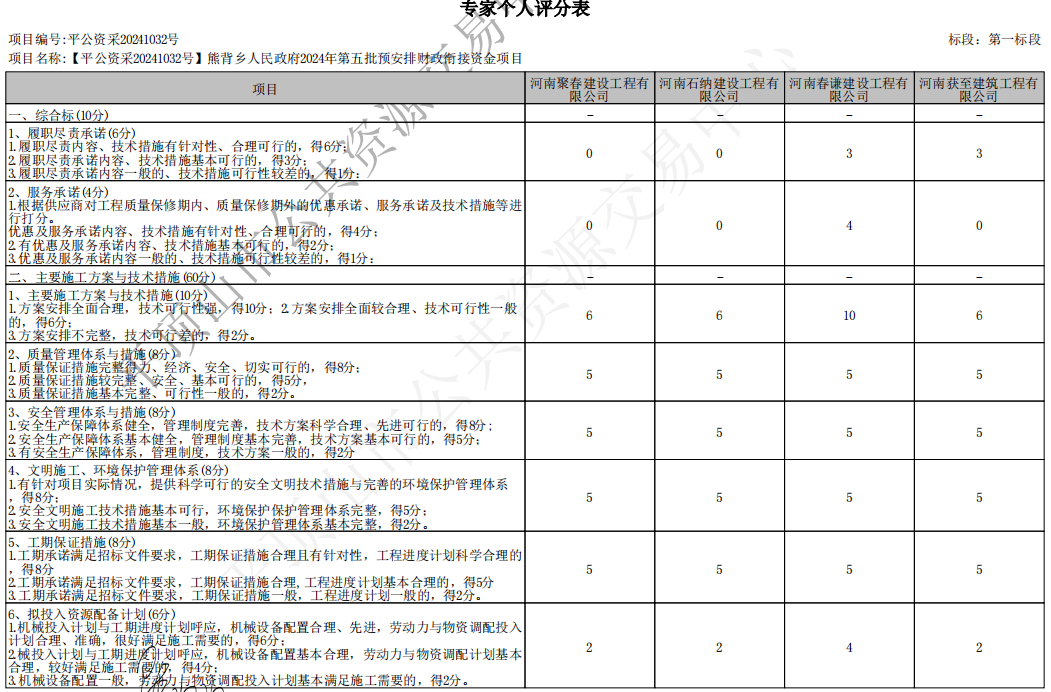 专家个人评分表
项目编号:平公资采20241032号
标段: 第一标段
项目名称:【平公资采20241032号】熊背乡人民政府2024年第五批预安排财政衔接资金项目
项目
河南聚春建设工程有
限公司
河南石纳建设工程有
限公司
河南春谦建设工程有
限公司
河南获至建筑工程有
限公司
一、综合标(10分)
- - - -
1、履职尽责承诺(6分)
1.履职尽责内容、技术措施有针对性、合理可行的，得6分;
2.履职尽责承诺内容、技术措施基本可行的，得3分;
3.履职尽责承诺内容一般的、技术措施可行性较差的，得1分;
0 0 3 3
2、服务承诺(4分)
1.根据供应商对工程质量保修期内、质量保修期外的优惠承诺、服务承诺及技术措施等进
行打分。
优惠及服务承诺内容、技术措施有针对性、合理可行的，得4分;
2.有优惠及服务承诺内容、技术措施基本可行的，得2分;
3.优惠及服务承诺内容一般的、技术措施可行性较差的，得1分:
0 0 4 0
二、主要施工方案与技术措施(60分)
- - - -
1、主要施工方案与技术措施(10分)
1.方案安排全面合理，技术可行性强，得10分; 2.方案安排全面较合理、技术可行性一般
的，得6分;
3.方案安排不完整，技术可行差的，得2分。
6 6 10 6
2、质量管理体系与措施(8分)
1.质量保证措施完整得力、经济、安全、切实可行的，得8分;
2.质量保证措施较完整、安全、基本可行的，得5分，
3.质量保证措施基本完整、可行性一般的，得2分。
5 5 5 5
3、安全管理体系与措施(8分)
1.安全生产保障体系健全，管理制度完善，技术方案科学合理、先进可行的，得8分;
2.安全生产保障体系基本健全，管理制度基本完善，技术方案基本可行的，得5分;
3.有安全生产保障体系，管理制度，技术方案一般的，得2分
5 5 5 5
4、文明施工、环境保护管理体系(8分)
1.有针对项目实际情况，提供科学可行的安全文明技术措施与完善的环境保护管理体系
，得8分;
2.安全文明施工技术措施基本可行，环境保护保护管理体系完整，得5分;
3.安全文明施工技术措施基本一般，环境保护管理体系基本完整，得2分。
5 5 5 5
5、工期保证措施(8分)
1.工期承诺满足招标文件要求，工期保证措施合理且有针对性，工程进度计划科学合理的
，得8分
2.工期承诺满足招标文件要求，工期保证措施合理,工程进度计划基本合理的，得5分
3.工期承诺满足招标文件要求，工期保证措施一般，工程进度计划一般的，得2分。
5 5 5 5
6、拟投入资源配备计划(6分)
1.机械投入计划与工期进度计划呼应，机械设备配置合理、先进，劳动力与物资调配投入
计划合理、准确，很好满足施工需要的，得6分;
2.械投入计划与工期进度计划呼应，机械设备配置基本合理，劳动力与物资调配计划基本
合理，较好满足施工需要的，得4分;
3.机械设备配置一般，劳动力与物资调配投入计划基本满足施工需要的，得2分。
2 2 4 2
平顶山市公共资源交易中心
平顶山市公共资源交易中心